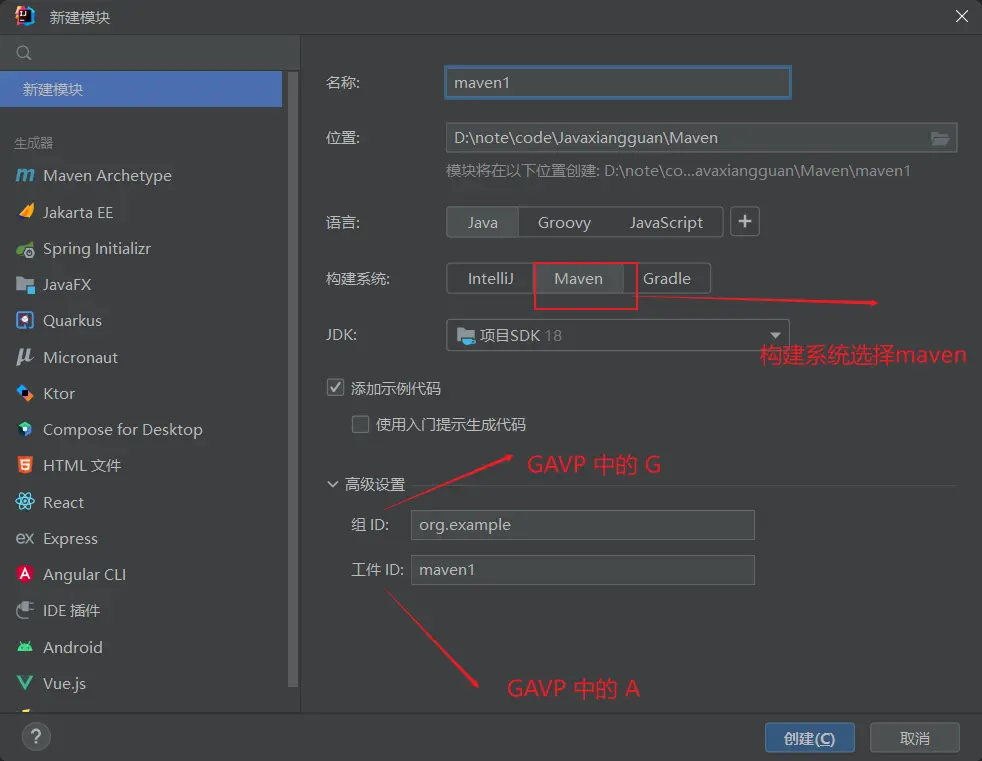 新建模块
新建模块
生成器
Maven Archetype
Jakarta EE
Spring Initializr
JavaFX
Quarkus
Micronaut
Ktor
Compose for Desktop
HTML 文件
React
ex Express
Angular CLI
IDE 插件
Android
Vue.js
名称: maven1
位置: D:\note\code\Javaxiangguan\Maven
模块将在以下位置创建: D:\note\co...avaxiangguan\Maven\maven1
语言: Java Groovy JavaScript +
构建系统: IntelliJ Maven Gradle
JDK: 项目SDK 18
构建系统选择maven
添加示例代码
使用入门提示生成代码
GAVP 中的 G
高级设置
组 ID: org.example
工件 ID: maven1
GAVP 中的 A
? 创建(C) 取消